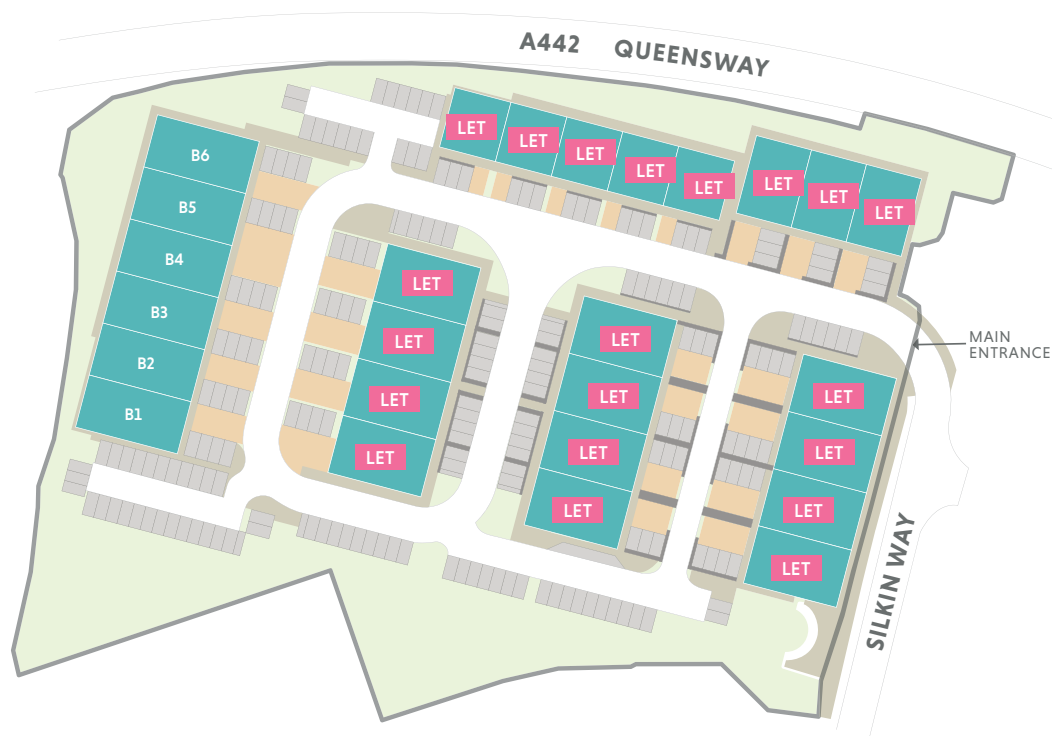 A442 QUEENSWAY
LET
LET
LET
LET
LET
LET
LET
LET
B6
B5
B4
B3
B2
B1
LET
LET
LET
LET
LET
LET
LET
LET
LET
LET
LET
LET
MAIN
ENTRANCE
SILKIN WAY